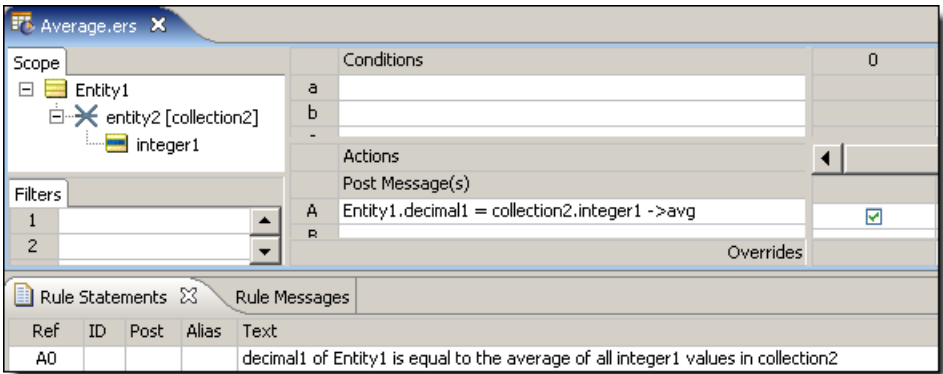 Average.ers
Scope
Conditions
0
Entity1
a
entity2 [collection2]
b
integer1
Actions
Post Message(s)
Filters
A
Entity1.decimal1 = collection2.integer1 ->avg
1
2
Overrides
Rule Statements
Rule Messages
Ref ID Post Alias Text
A0 decimal1 of Entity1 is equal to the average of all integer1 values in collection2